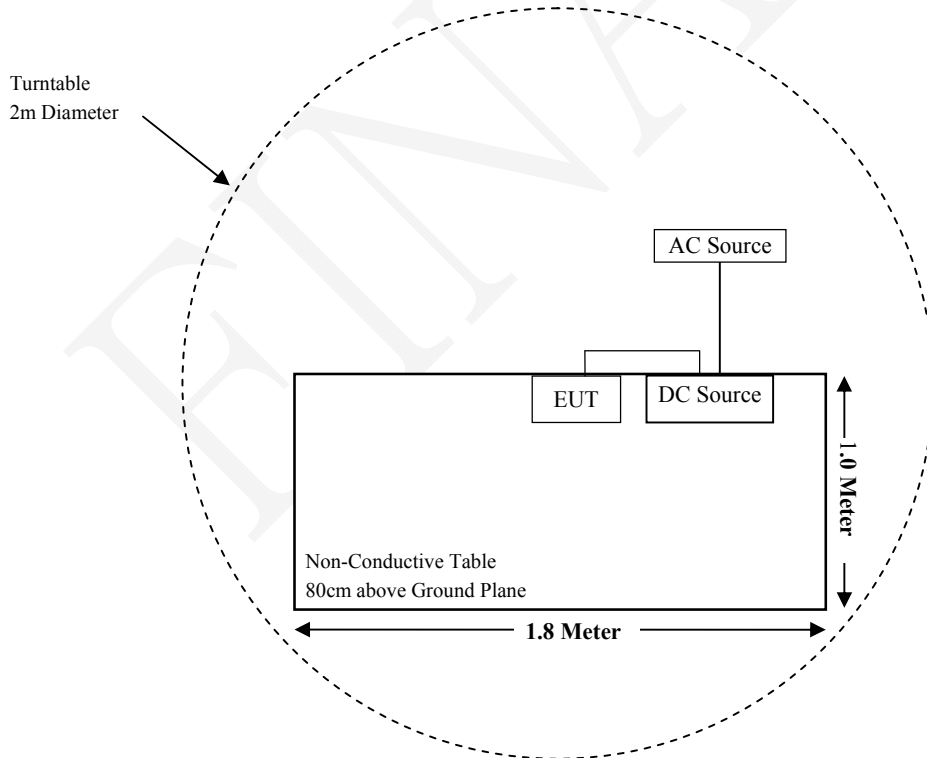 Turntable
2m Diameter
AC Source
EUT
DC Source
1.0 Meter
Non-Conductive Table
80cm above Ground Plane
1.8 Meter
FINA